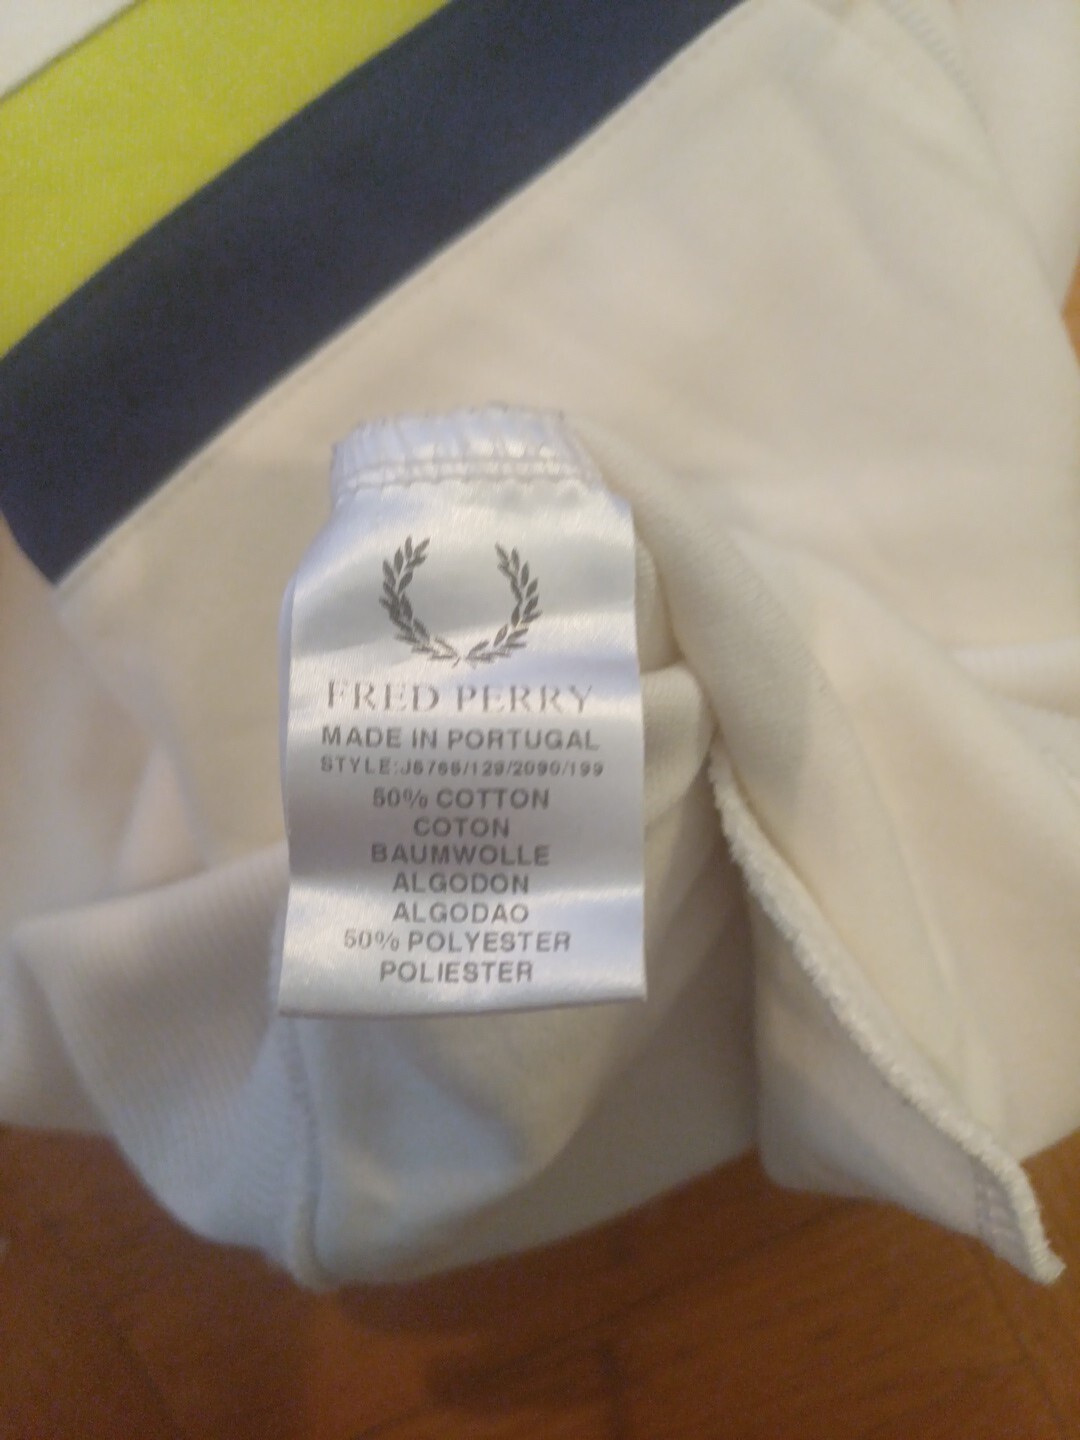 FRED PERRY
MADE IN PORTUGAL
STYLE:J6766/129/2090/199
50% COTTON
COTON
BAUMWOLLE
ALGODON
ALGODAO
50% POLYESTER
POLIESTER